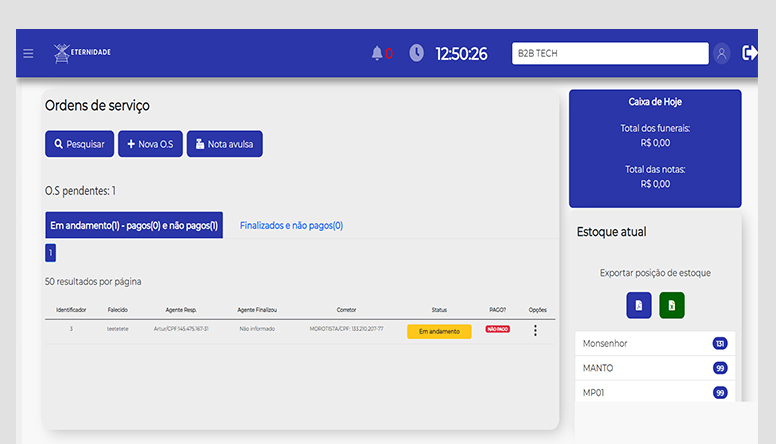 ETERNIDADE
0
12:50:26
B2B TECH
Ordens de serviço
Pesquisar
Nova O.S
Nota avulsa
O.S pendentes: 1
Em andamento(1) - pagos(0) e não pagos(1)
Finalizados e não pagos(0)
1
50 resultados por página
Identificador Falecido Agente Resp. Agente Finalizou Corretor Status PAGO? Opções
3 teetetete Artur/CPF:145.475.167-31 Não informado MOROTISTA/CPF: 133.210.207-77 Em andamento NÃO PAGO
Caixa de Hoje
Total dos funerais:
R$ 0,00
Total das notas:
R$ 0,00
Estoque atual
Exportar posição de estoque
Monsenhor 131
MANTO 99
MP01 99